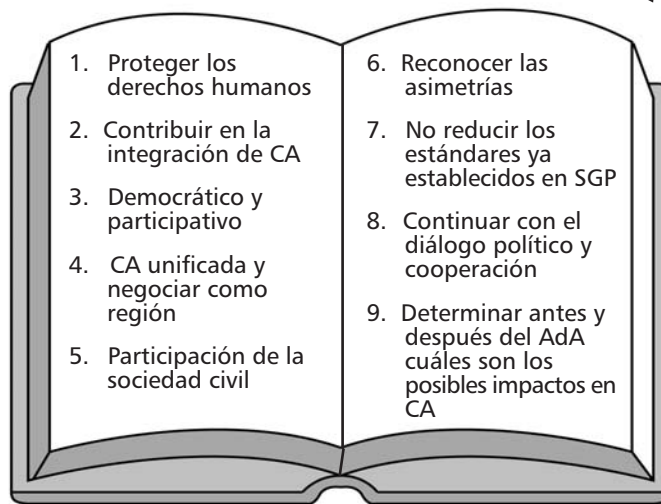 1. Proteger los
derechos humanos
2. Contribuir en la
integración de CA
3. Democrático y
participativo
4. CA unificada y
negociar como
región
5. Participación de la
sociedad civil
6. Reconocer las
asimetrías
7. No reducir los
estándares ya
establecidos en SGP
8. Continuar con el
diálogo político y
cooperación
9. Determinar antes y
después del AdA
cuáles son los
posibles impactos en
CA